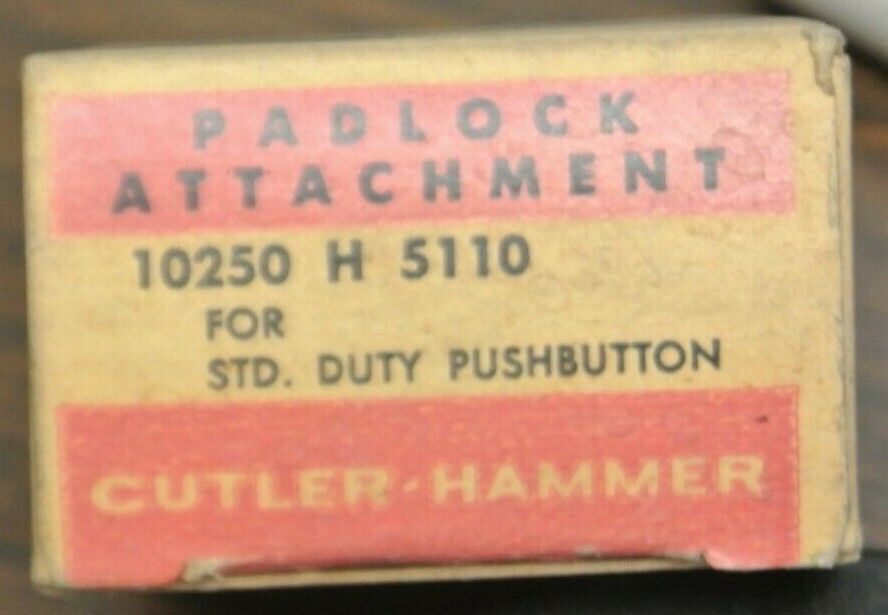 PADLOCK
ATTACHMENT
10250 H 5110
FOR
STD. DUTY PUSHBUTTON
CUTLER-HAMMER